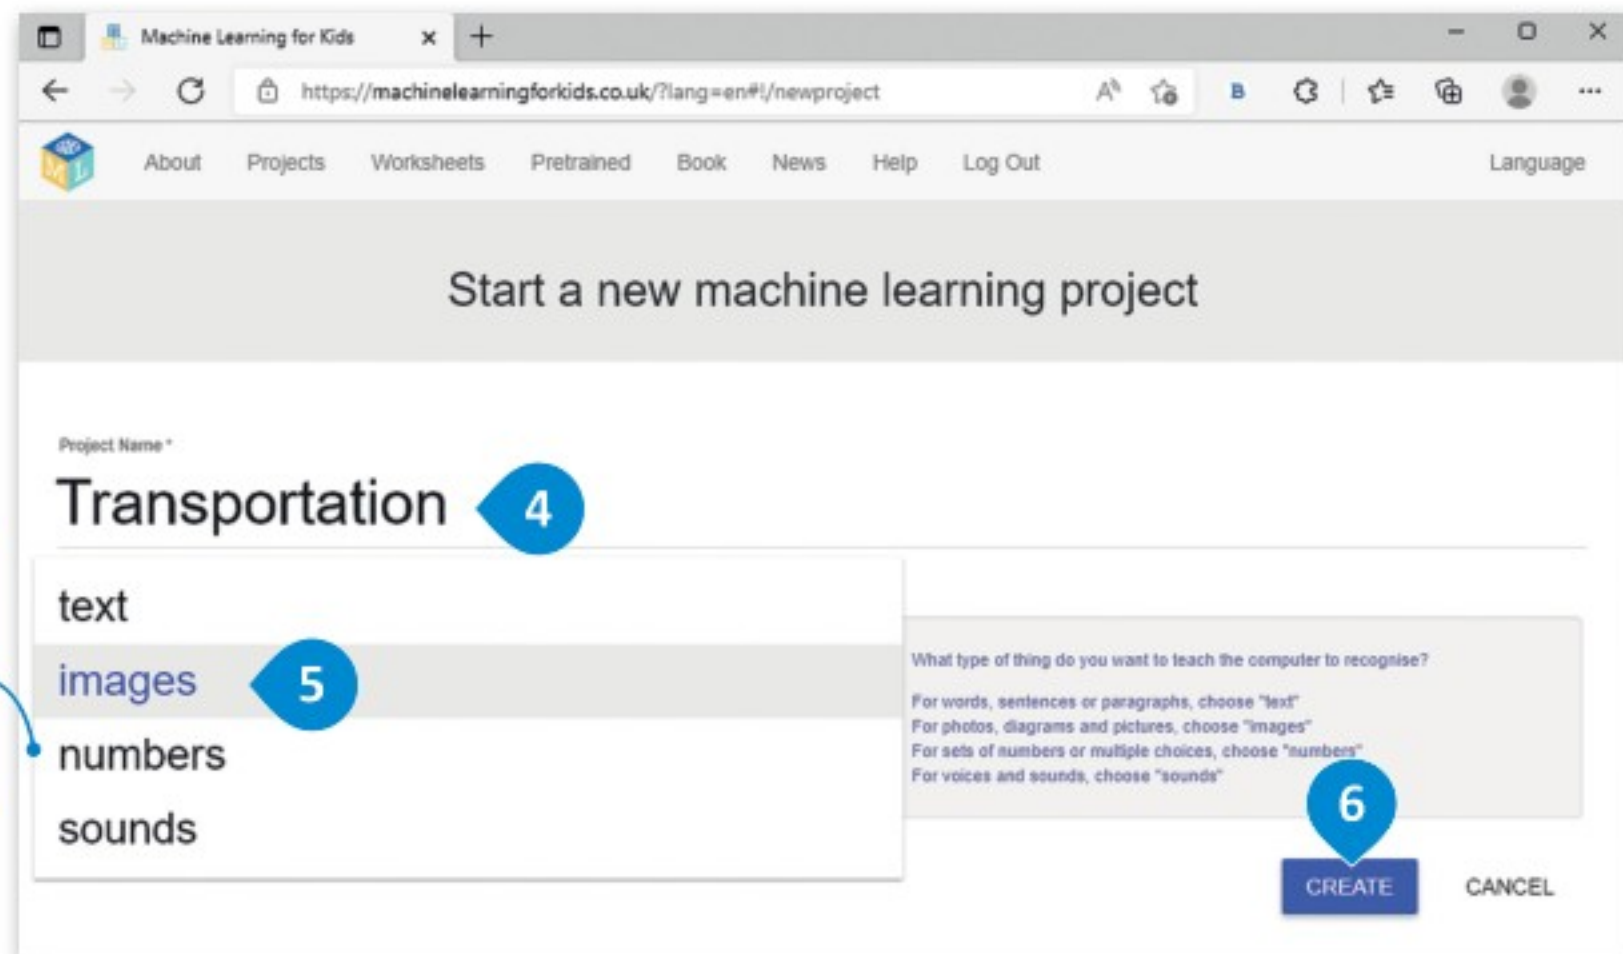 Machine Learning for Kids
https://machinelearningforkids.co.uk/?lang=en#!/newproject
B
ML
About Projects Worksheets Pretrained Book News Help Log Out Language
Start a new machine learning project
Project Name *
Transportation
4
text
images
5
numbers
sounds
What type of thing do you want to teach the computer to recognise?
For words, sentences or paragraphs, choose "text"
For photos, diagrams and pictures, choose "images"
For sets of numbers or multiple choices, choose "numbers"
For voices and sounds, choose "sounds"
6
CREATE CANCEL